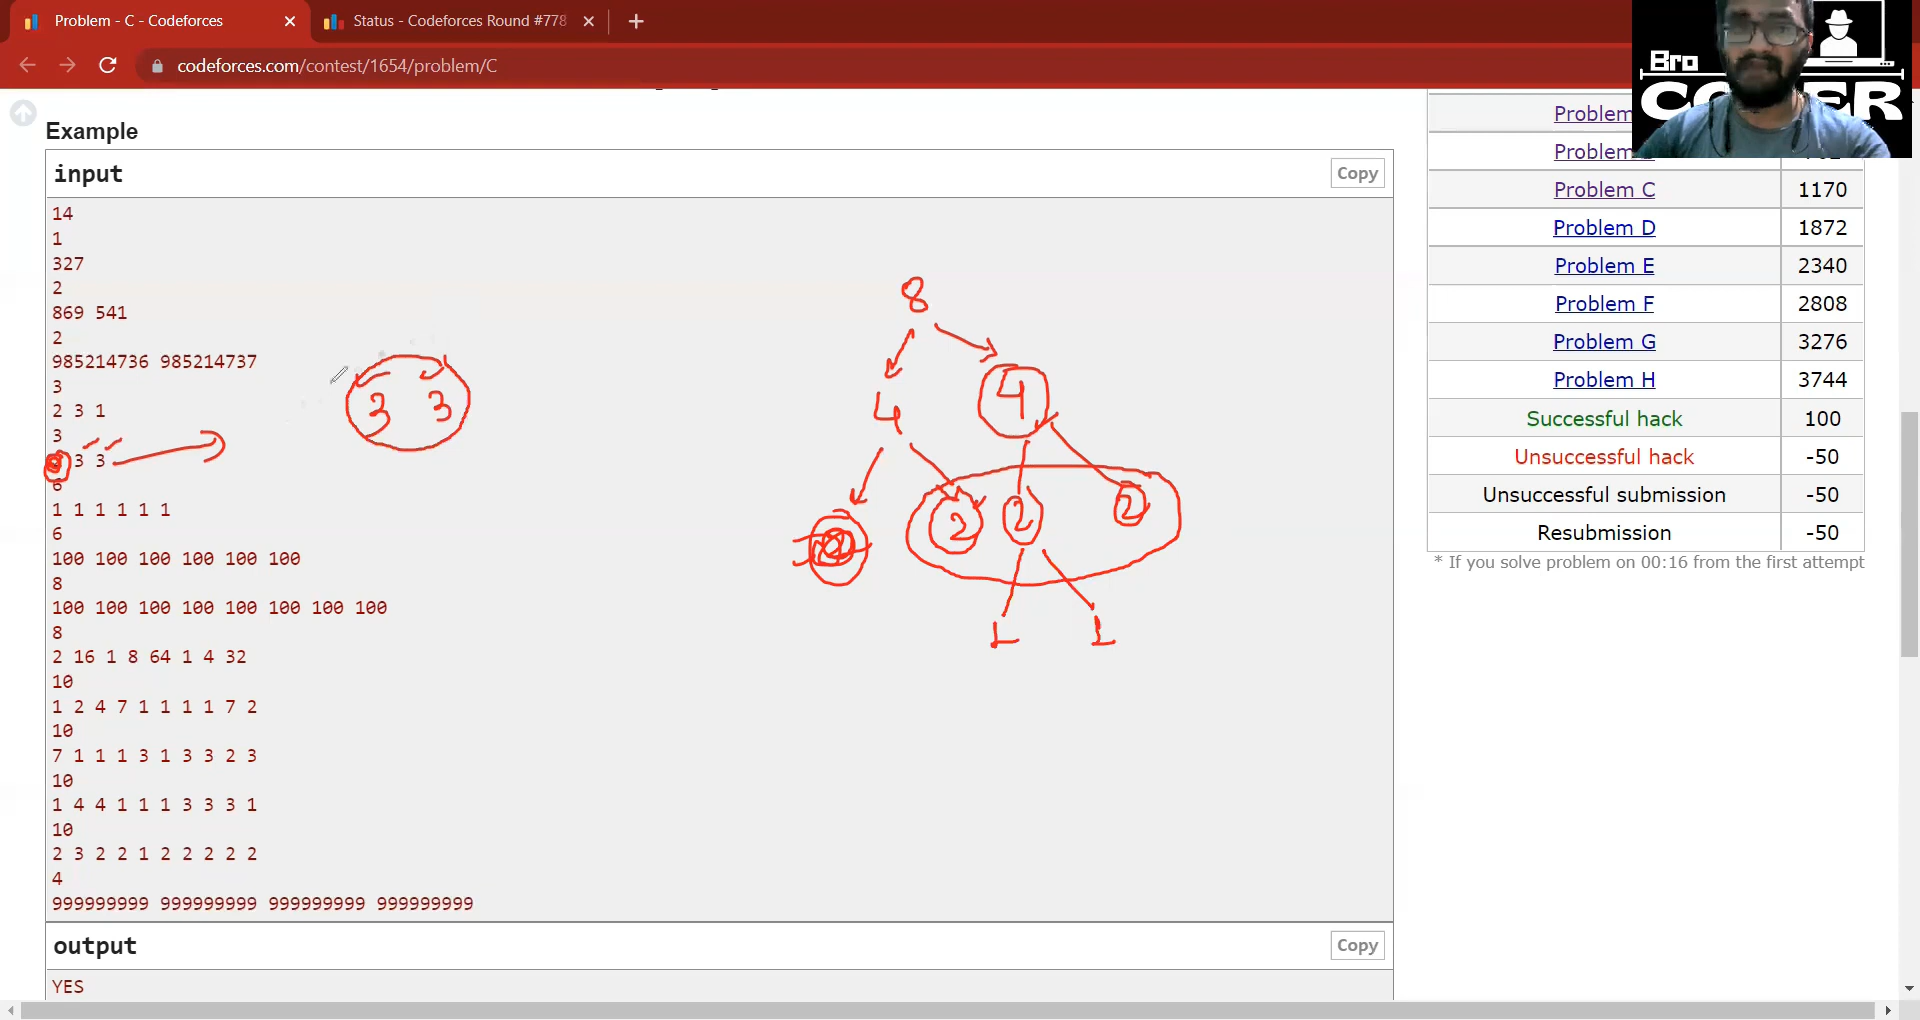 Problem - C - Codeforces
Status - Codeforces Round #778
codeforces.com/contest/1654/problem/C
Bro
Example
input
Copy
14
1
327
2
869 541
2
985214736 985214737
3
2 3 1
3
3 3
6
1 1 1 1 1 1
6
100 100 100 100 100 100
8
100 100 100 100 100 100 100 100
8
2 16 1 8 64 1 4 32
10
1 2 4 7 1 1 1 1 7 2
10
7 1 1 1 3 1 3 3 2 3
10
1 4 4 1 1 1 3 3 3 1
10
2 3 2 2 1 2 2 2 2 2
4
999999999 999999999 999999999 999999999
output
Copy
YES
3 3
8
4 4
2 2 2
1 1
Problem
Problem
Problem C 1170
Problem D 1872
Problem E 2340
Problem F 2808
Problem G 3276
Problem H 3744
Successful hack 100
Unsuccessful hack -50
Unsuccessful submission -50
Resubmission -50
* If you solve problem on 00:16 from the first attempt